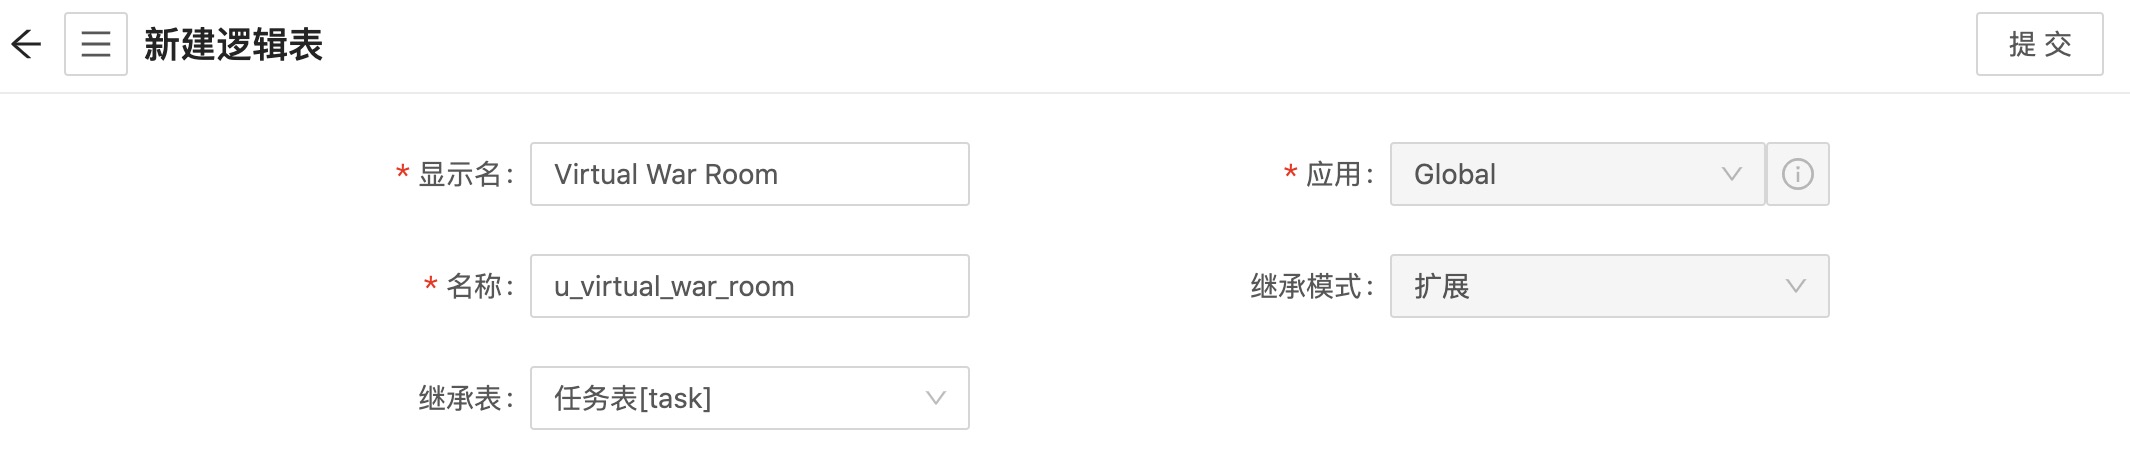 新建逻辑表
提 交
* 显示名: Virtual War Room
* 应用: Global
* 名称: u_virtual_war_room
继承模式: 扩展
继承表: 任务表[task]